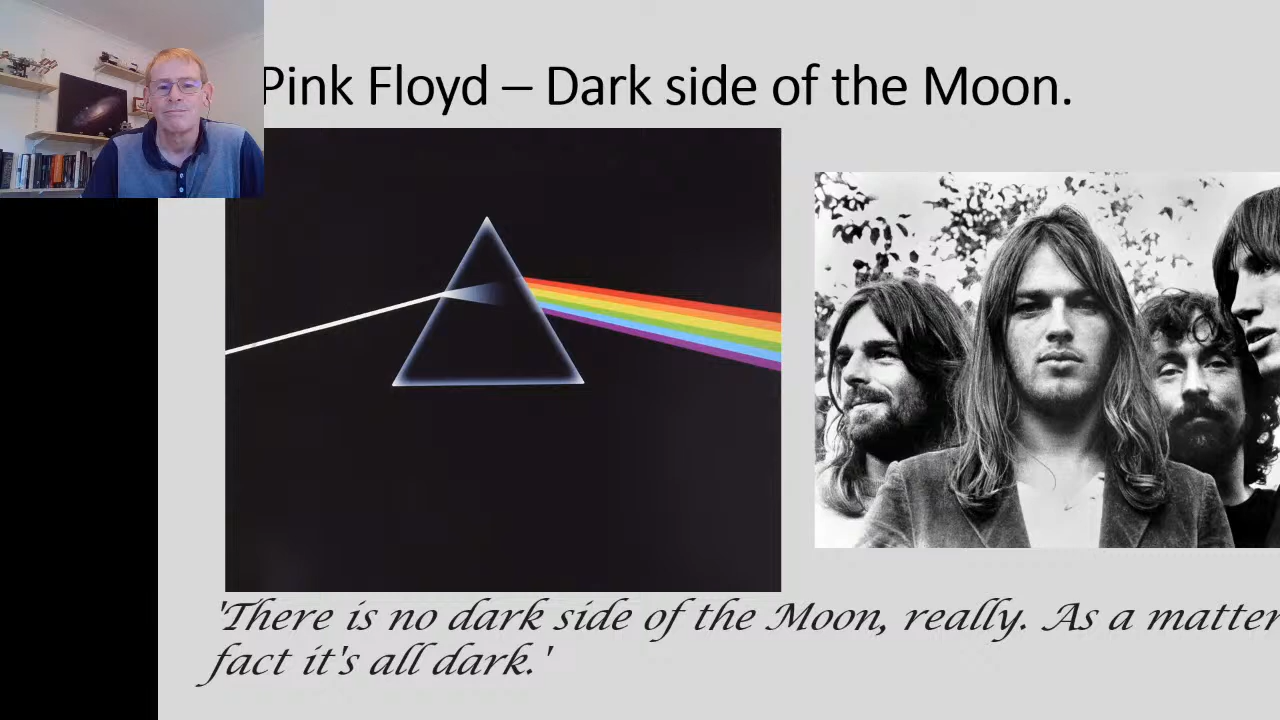 Pink Floyd – Dark side of the Moon.
'There is no dark side of the Moon, really. As a matter
fact it's all dark.'